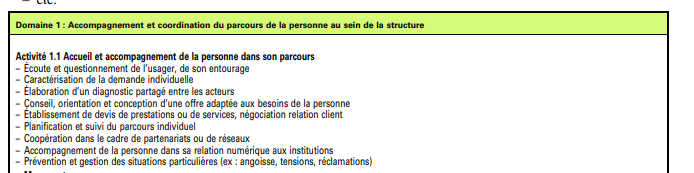 – etc.
Domaine 1 : Accompagnement et coordination du parcours de la personne au sein de la structure
Activité 1.1 Accueil et accompagnement de la personne dans son parcours
– Écoute et questionnement de l'usager, de son entourage
– Caractérisation de la demande individuelle
– Élaboration d'un diagnostic partagé entre les acteurs
– Conseil, orientation et conception d'une offre adaptée aux besoins de la personne
– Établissement de devis de prestations ou de services, négociation relation client
– Planification et suivi du parcours individuel
– Coopération dans le cadre de partenariats ou de réseaux
– Accompagnement de la personne dans sa relation numérique aux institutions
– Prévention et gestion des situations particulières (ex : angoisse, tensions, réclamations)